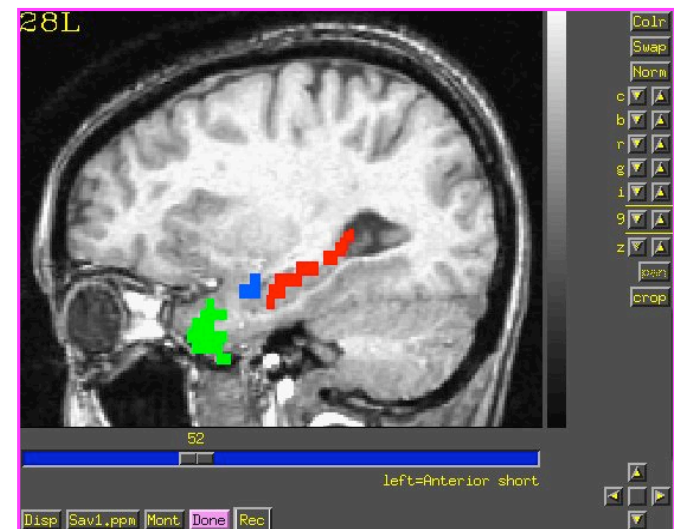 28L
Colr
Swap
Norm
c
b
r
g
i
9
z
pan
crop
52
left=Anterior short
Disp Sav1.ppm Mont Done Rec